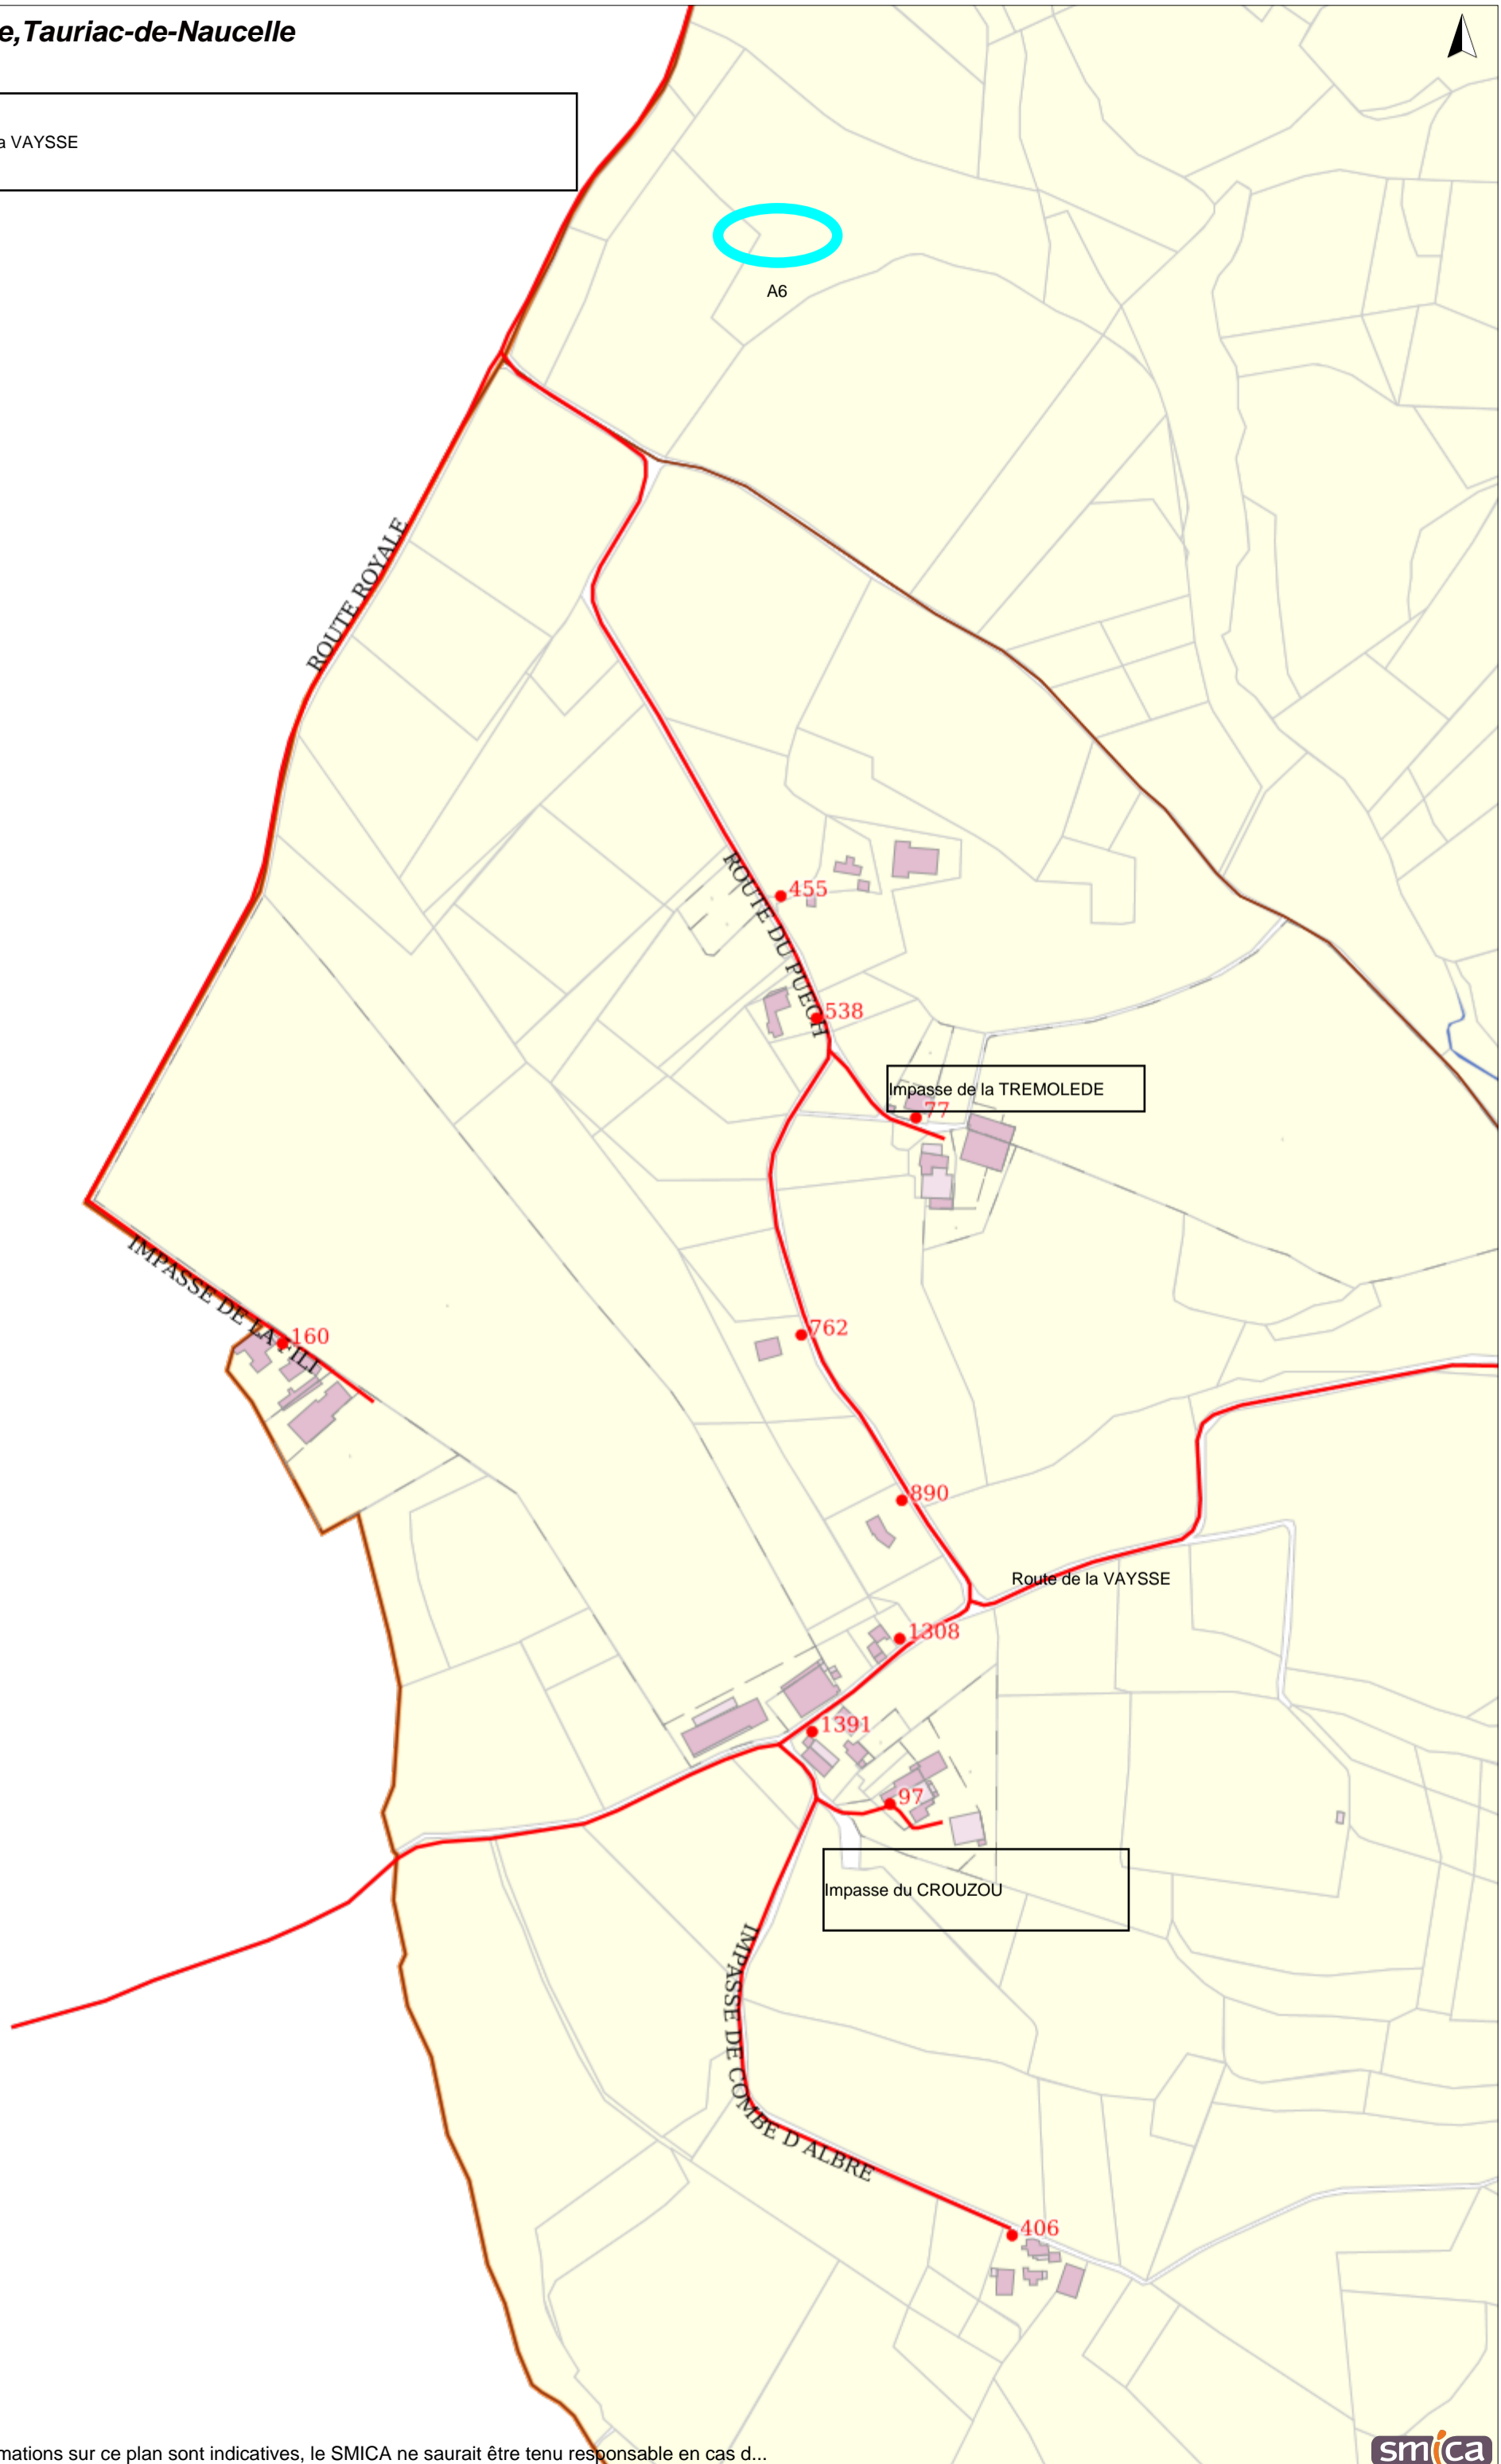 e,Tauriac-de-Naucelle
a VAYSSE
A6
ROUTE ROYALE
ROUTE DU PUECH
455
538
Impasse de la TREMOLEDE
77
IMPASSE DE LA FILI
160
762
890
Route de la VAYSSE
1308
1391
97
Impasse du CROUZOU
IMPASSE DE COMBE D ALBRE
406
mations sur ce plan sont indicatives, le SMICA ne saurait être tenu responsable en cas d...
smica